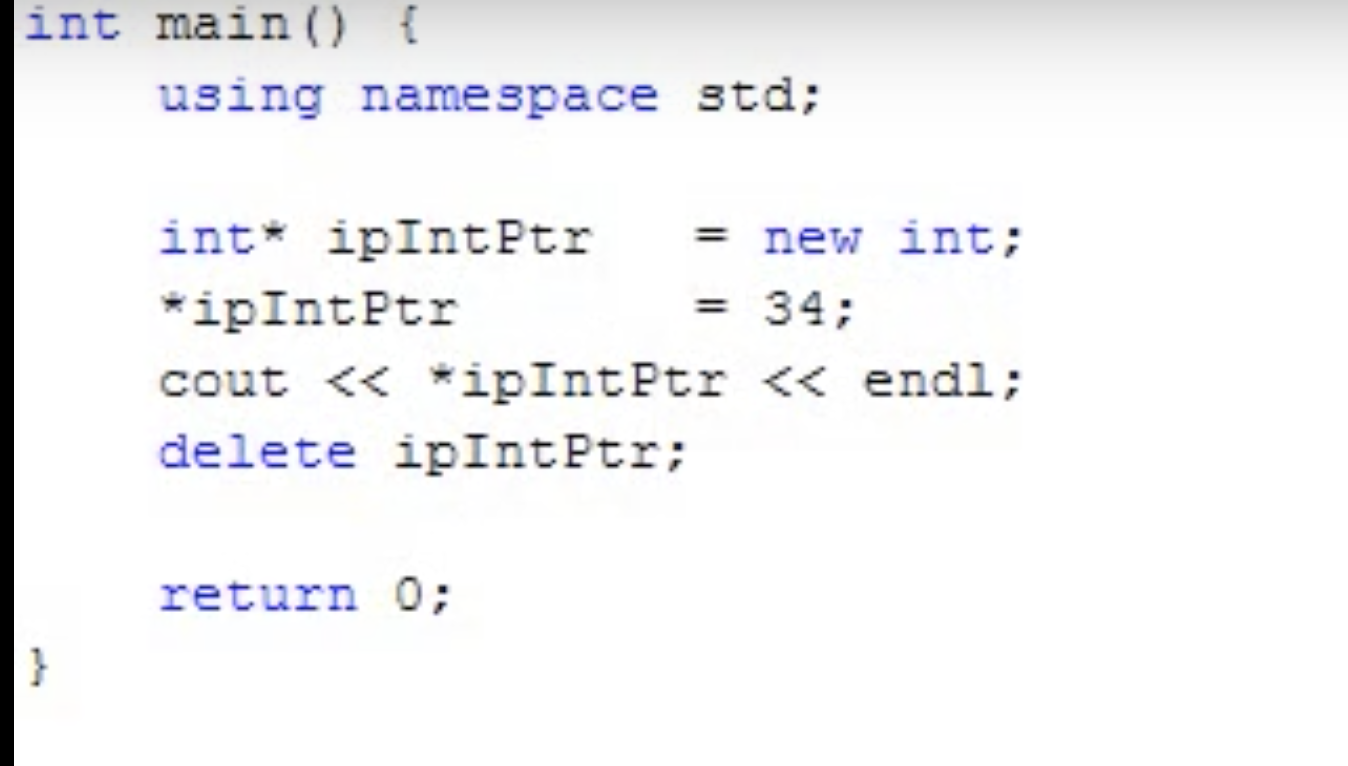 int main() {
    using namespace std;
    int* ipIntPtr   = new int;
    *ipIntPtr       = 34;
    cout << *ipIntPtr << endl;
    delete ipIntPtr;
    return 0;
}